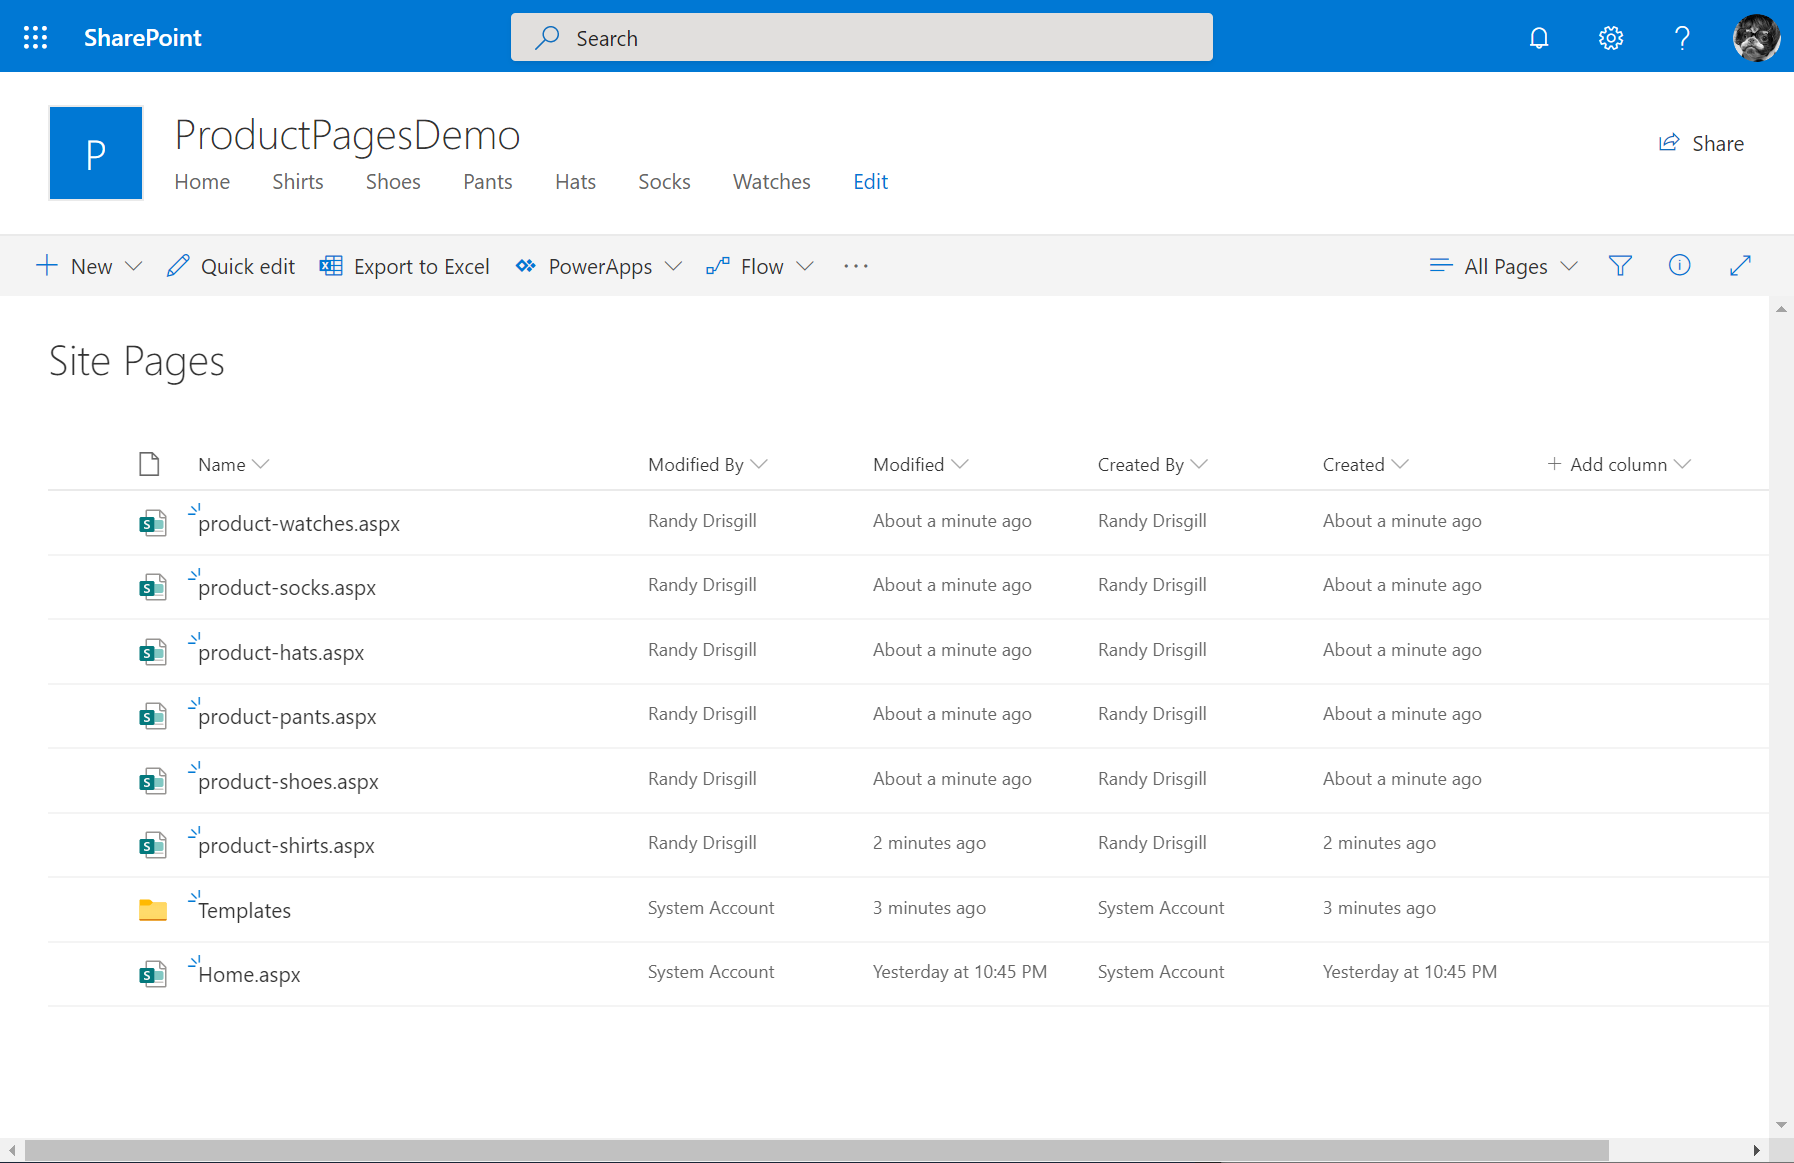 SharePoint Search
P ProductPagesDemo Share
Home Shirts Shoes Pants Hats Socks Watches Edit
New Quick edit Export to Excel PowerApps Flow ... All Pages
Site Pages
Name Modified By Modified Created By Created + Add column
product-watches.aspx Randy Drisgill About a minute ago Randy Drisgill About a minute ago
product-socks.aspx Randy Drisgill About a minute ago Randy Drisgill About a minute ago
product-hats.aspx Randy Drisgill About a minute ago Randy Drisgill About a minute ago
product-pants.aspx Randy Drisgill About a minute ago Randy Drisgill About a minute ago
product-shoes.aspx Randy Drisgill About a minute ago Randy Drisgill About a minute ago
product-shirts.aspx Randy Drisgill 2 minutes ago Randy Drisgill 2 minutes ago
Templates System Account 3 minutes ago System Account 3 minutes ago
Home.aspx System Account Yesterday at 10:45 PM System Account Yesterday at 10:45 PM